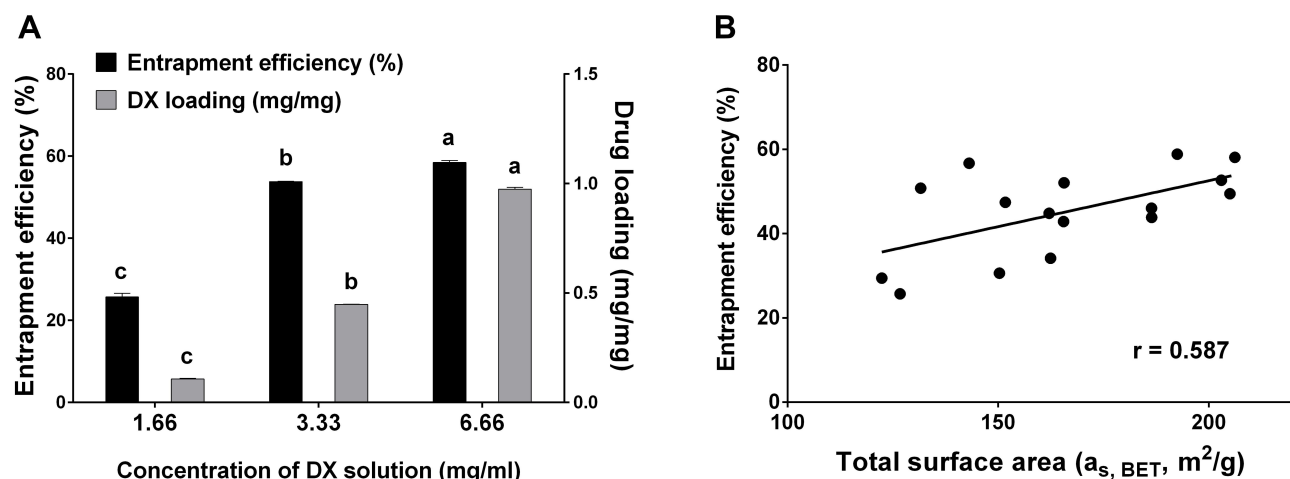 A
Entrapment efficiency (%)
DX loading (mg/mg)
Entrapment efficiency (%)
80
60
40
20
0
c
c
b
b
a
a
1.5
1.0
0.5
0.0
Drug loading (mg/mg)
1.66 3.33 6.66
Concentration of DX solution (mg/ml)
B
Entrapment efficiency (%)
80
60
40
20
0
r = 0.587
100 150 200
Total surface area (as, BET, m²/g)